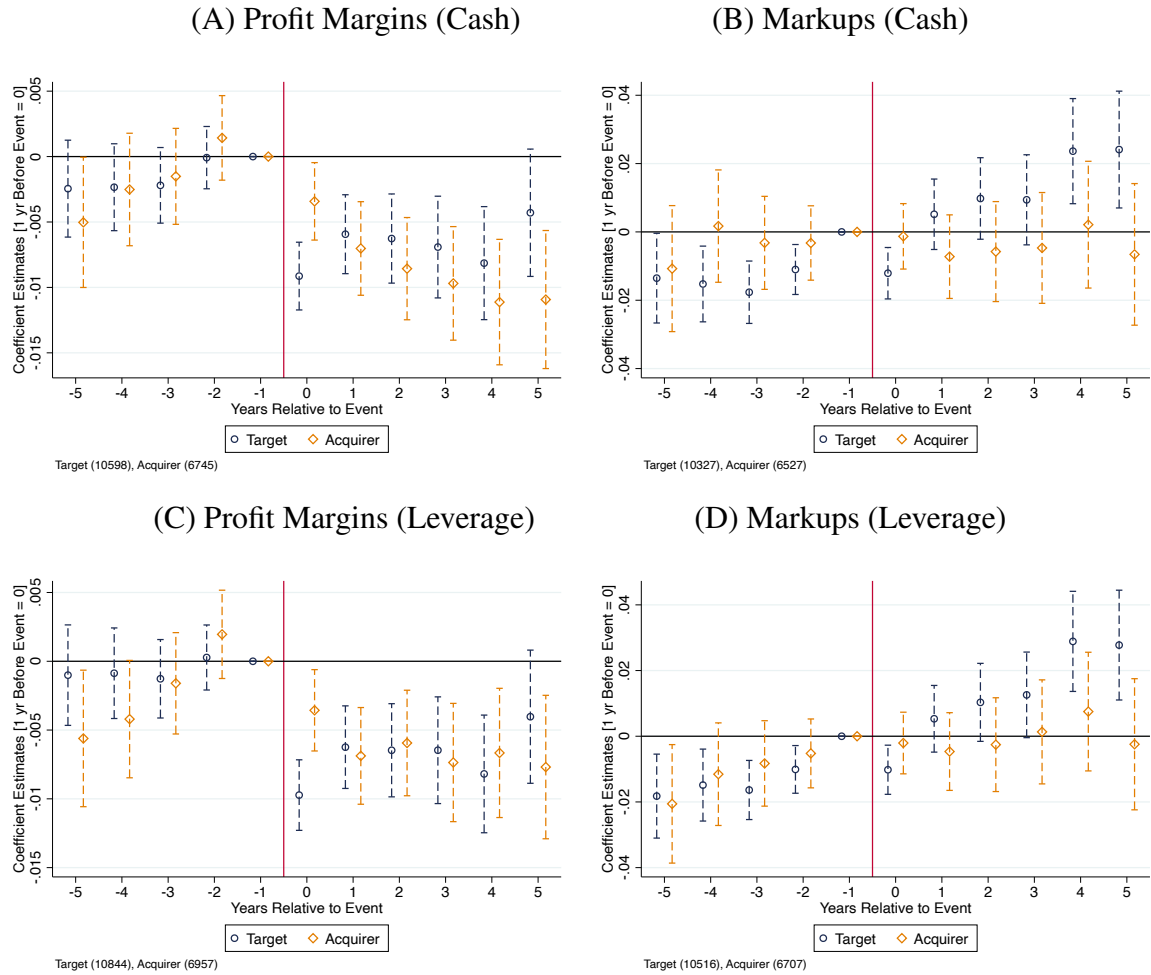 (A) Profit Margins (Cash)
Coefficient Estimates [1 yr Before Event = 0]
.005
0
-.005
-.01
-.015
-5 -4 -3 -2 -1 0 1 2 3 4 5
Years Relative to Event
Target Acquirer
Target (10598), Acquirer (6745)
(B) Markups (Cash)
Coefficient Estimates [1 yr Before Event = 0]
.04
.02
0
-.02
-.04
-5 -4 -3 -2 -1 0 1 2 3 4 5
Years Relative to Event
Target Acquirer
Target (10327), Acquirer (6527)
(C) Profit Margins (Leverage)
Coefficient Estimates [1 yr Before Event = 0]
.005
0
-.005
-.01
-.015
-5 -4 -3 -2 -1 0 1 2 3 4 5
Years Relative to Event
Target Acquirer
Target (10844), Acquirer (6957)
(D) Markups (Leverage)
Coefficient Estimates [1 yr Before Event = 0]
.04
.02
0
-.02
-.04
-5 -4 -3 -2 -1 0 1 2 3 4 5
Years Relative to Event
Target Acquirer
Target (10516), Acquirer (6707)